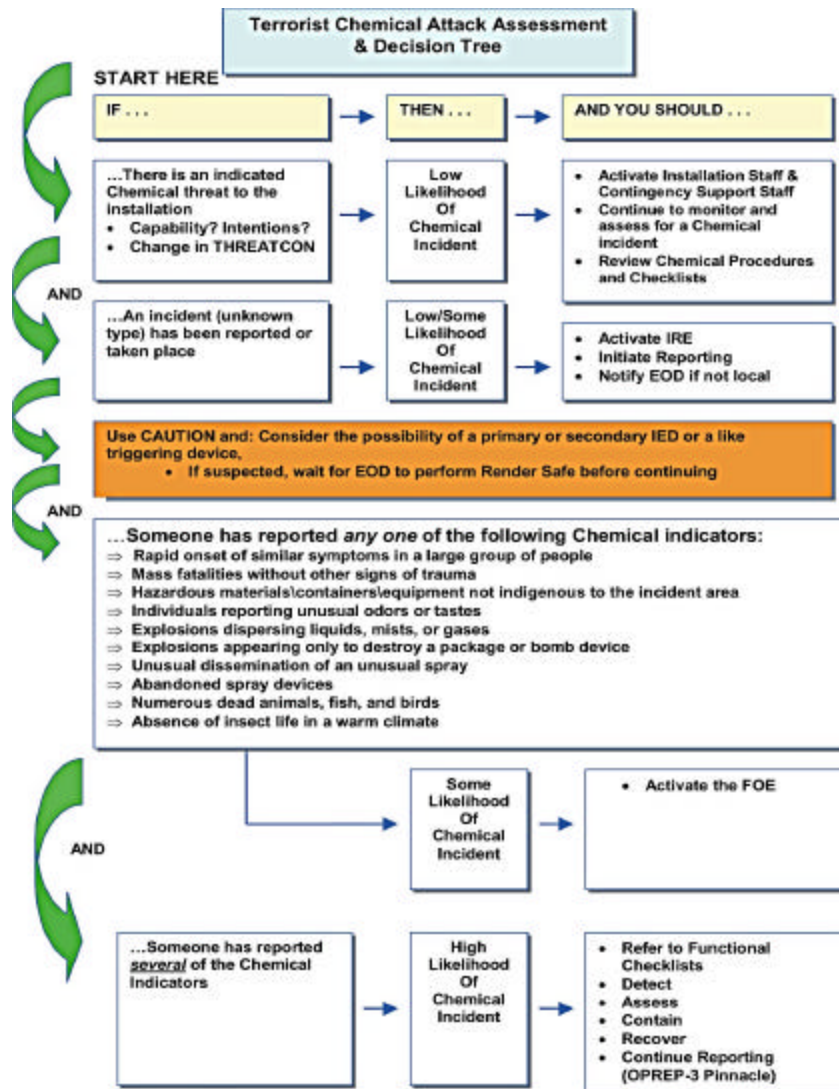 Terrorist Chemical Attack Assessment
& Decision Tree
START HERE
IF . . .
THEN . . .
AND YOU SHOULD . . .
...There is an indicated
Chemical threat to the
installation
• Capability? Intentions?
• Change in THREATCON
Low
Likelihood
Of
Chemical
Incident
• Activate Installation Staff &
Contingency Support Staff
• Continue to monitor and
assess for a Chemical
incident
• Review Chemical Procedures
and Checklists
AND
...An incident (unknown
type) has been reported or
taken place
Low/Some
Likelihood
Of
Chemical
Incident
• Activate IRE
• Initiate Reporting
• Notify EOD if not local
Use CAUTION and: Consider the possibility of a primary or secondary IED or a like
triggering device,
• If suspected, wait for EOD to perform Render Safe before continuing
AND
...Someone has reported any one of the following Chemical indicators:
⇒ Rapid onset of similar symptoms in a large group of people
⇒ Mass fatalities without other signs of trauma
⇒ Hazardous materials\containers\equipment not indigenous to the incident area
⇒ Individuals reporting unusual odors or tastes
⇒ Explosions dispersing liquids, mists, or gases
⇒ Explosions appearing only to destroy a package or bomb device
⇒ Unusual dissemination of an unusual spray
⇒ Abandoned spray devices
⇒ Numerous dead animals, fish, and birds
⇒ Absence of insect life in a warm climate
Some
Likelihood
Of
Chemical
Incident
• Activate the FOE
AND
...Someone has reported
several of the Chemical
Indicators
High
Likelihood
Of
Chemical
Incident
• Refer to Functional
Checklists
• Detect
• Assess
• Contain
• Recover
• Continue Reporting
(OPREP-3 Pinnacle)